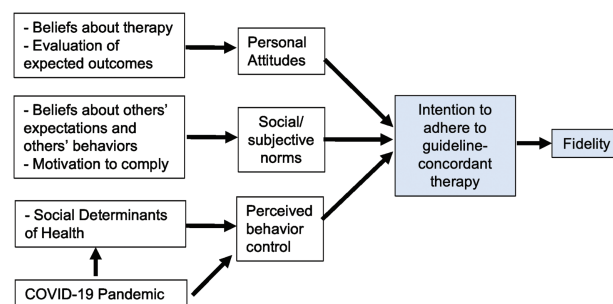 - Beliefs about therapy
- Evaluation of
expected outcomes
Personal
Attitudes
- Beliefs about others'
expectations and
others' behaviors
- Motivation to comply
Social/
subjective
norms
- Social Determinants
of Health
Perceived
behavior
control
COVID-19 Pandemic
Intention to
adhere to
guideline-
concordant
therapy
Fidelity